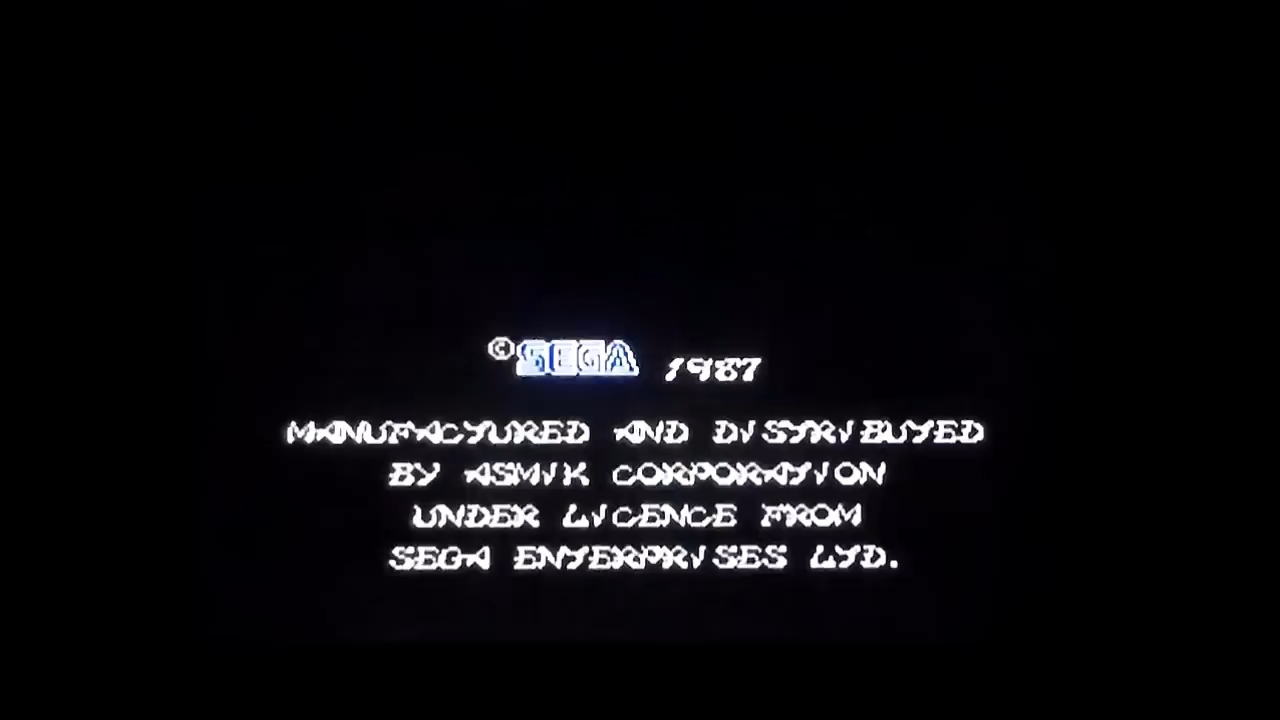 ©SEGA 1987
MANUFACTURED AND DISTRIBUTED
BY ASMIK CORPORATION
UNDER LICENCE FROM
SEGA ENTERPRISES LTD.